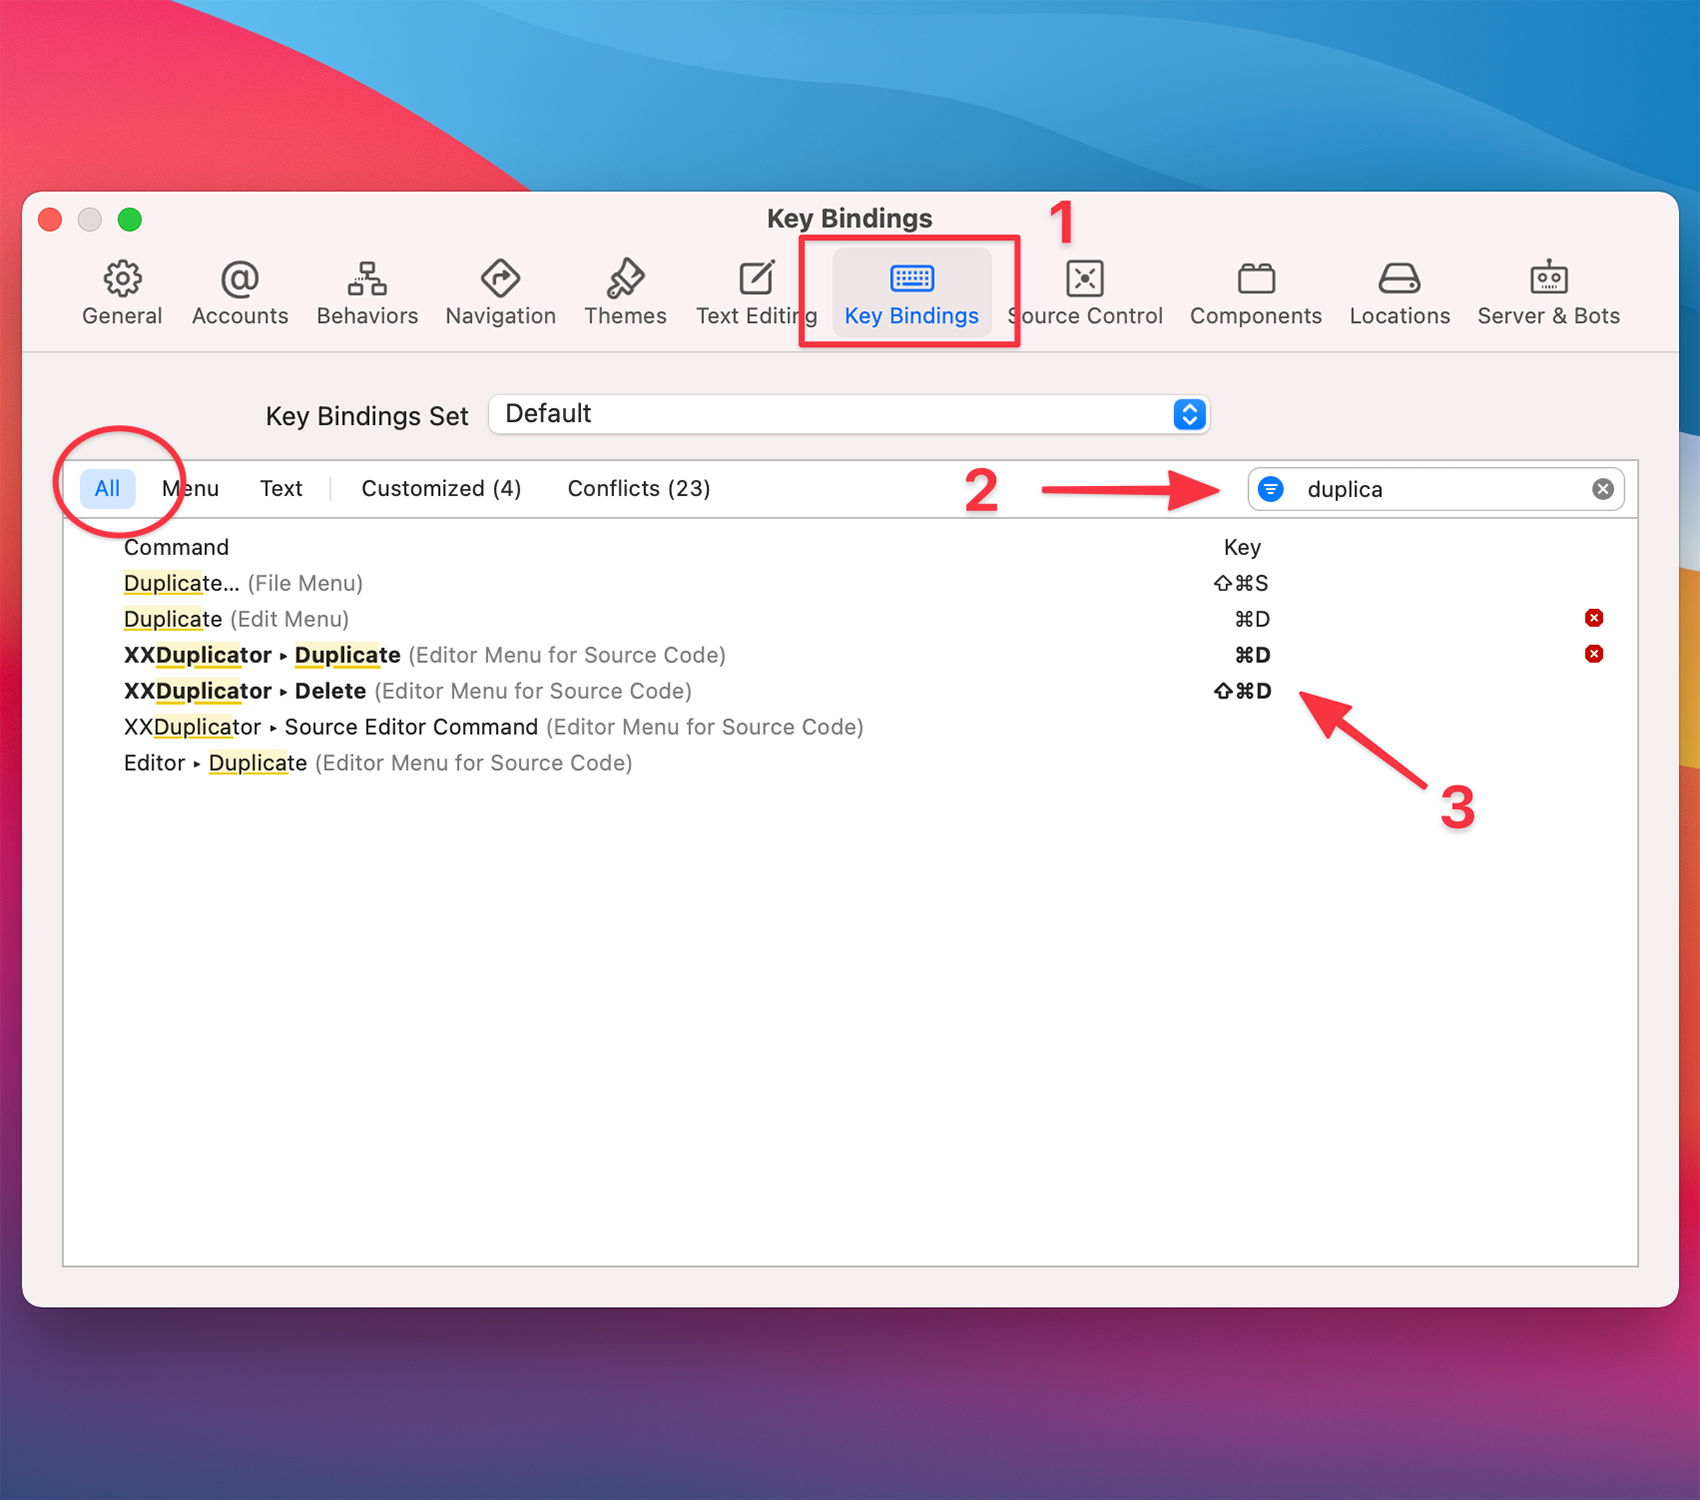 Key Bindings
1
General Accounts Behaviors Navigation Themes Text Editing Key Bindings Source Control Components Locations Server & Bots
Key Bindings Set Default
All Menu Text Customized (4) Conflicts (23) 2 duplica
Command Key
Duplicate... (File Menu) ⇧⌘S
Duplicate (Edit Menu) ⌘D
XXDuplicator ▸ Duplicate (Editor Menu for Source Code) ⌘D
XXDuplicator ▸ Delete (Editor Menu for Source Code) ⇧⌘D
XXDuplicator ▸ Source Editor Command (Editor Menu for Source Code)
Editor ▸ Duplicate (Editor Menu for Source Code)
3